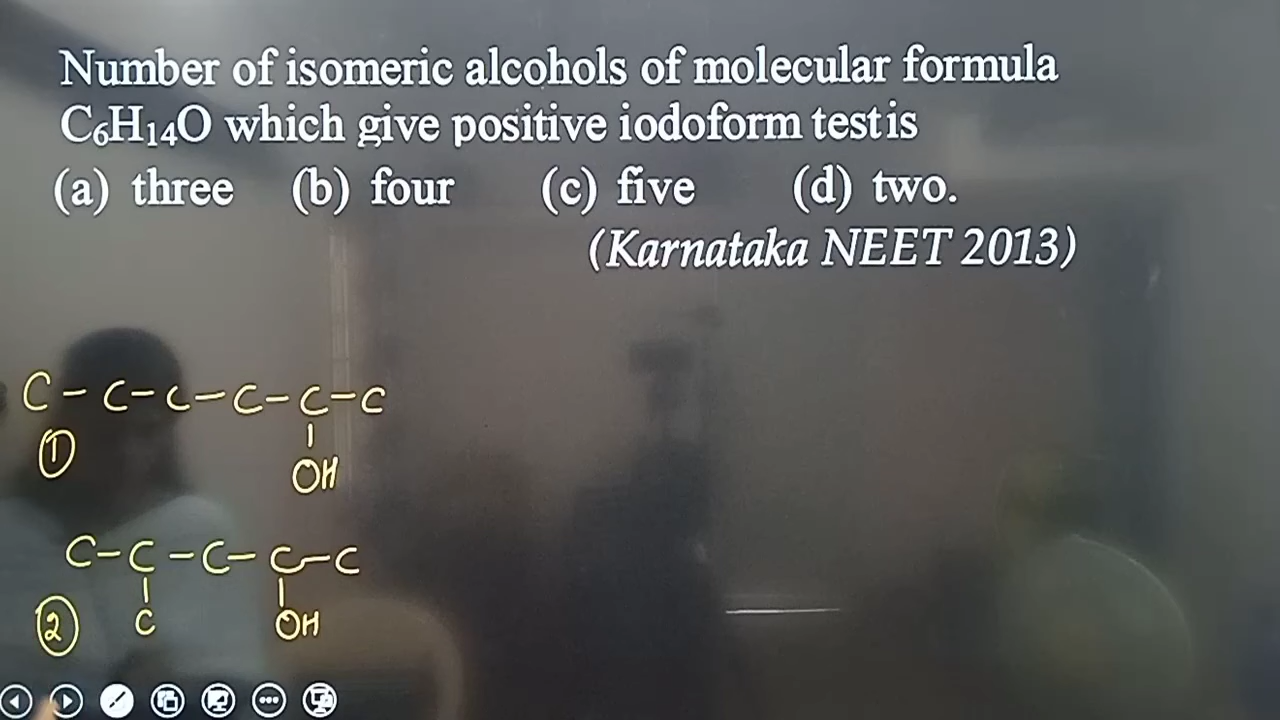 Number of isomeric alcohols of molecular formula
C₆H₁₄O which give positive iodoform test is
(a) three (b) four (c) five (d) two.
(Karnataka NEET 2013)
C-C-C-C-C-C
OH
①
C-C-C-C-C
C OH
②